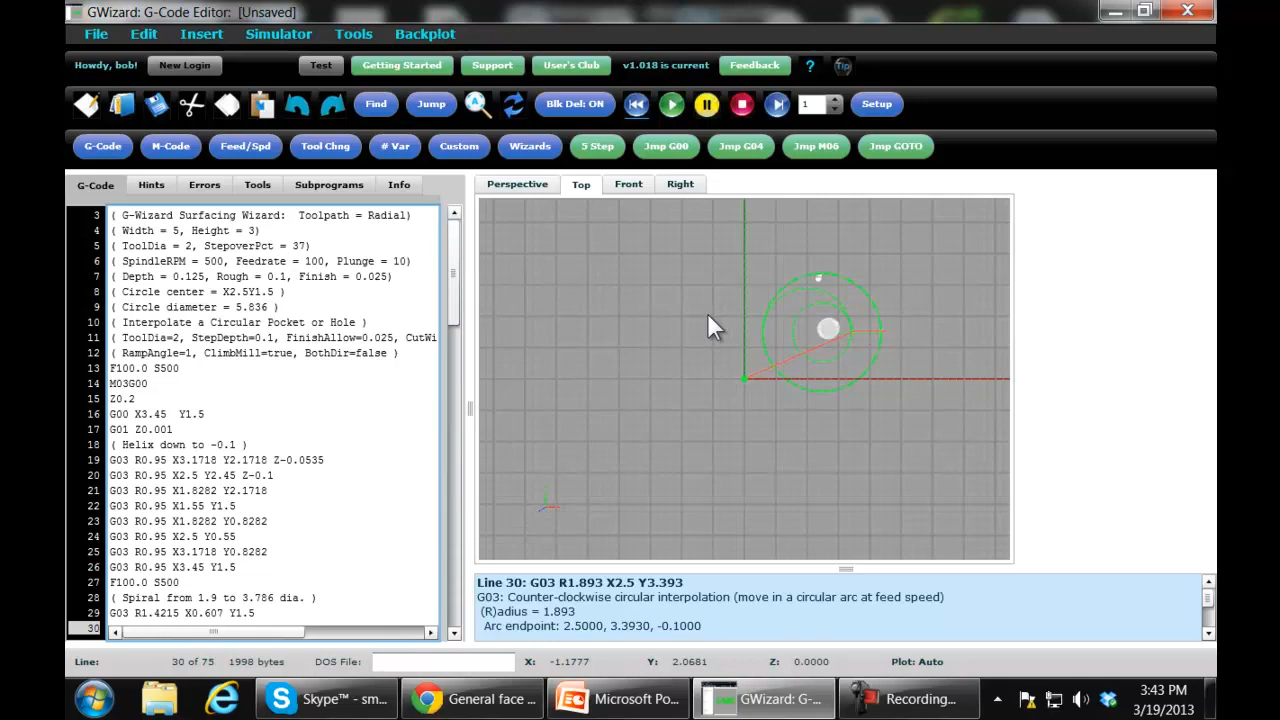 GWizard: G-Code Editor: [Unsaved]
File Edit Insert Simulator Tools Backplot
Howdy, bob! New Login Test Getting Started Support User's Club v1.018 is current Feedback ? Tip
Find Jump Blk Del: ON 1 Setup
G-Code M-Code Feed/Spd Tool Chng # Var Custom Wizards 5 Step Jmp G00 Jmp G04 Jmp M06 Jmp GOTO
G-Code Hints Errors Tools Subprograms Info
Perspective Top Front Right
3 ( G-Wizard Surfacing Wizard: Toolpath = Radial)
4 ( Width = 5, Height = 3)
5 ( ToolDia = 2, StepoverPct = 37)
6 ( SpindleRPM = 500, Feedrate = 100, Plunge = 10)
7 ( Depth = 0.125, Rough = 0.1, Finish = 0.025)
8 ( Circle center = X2.5Y1.5 )
9 ( Circle diameter = 5.836 )
10 ( Interpolate a Circular Pocket or Hole )
11 ( ToolDia=2, StepDepth=0.1, FinishAllow=0.025, CutWi
12 ( RampAngle=1, ClimbMill=true, BothDir=false )
13 F100.0 S500
14 M03G00
15 Z0.2
16 G00 X3.45 Y1.5
17 G01 Z0.001
18 ( Helix down to -0.1 )
19 G03 R0.95 X3.1718 Y2.1718 Z-0.0535
20 G03 R0.95 X2.5 Y2.45 Z-0.1
21 G03 R0.95 X1.8282 Y2.1718
22 G03 R0.95 X1.55 Y1.5
23 G03 R0.95 X1.8282 Y0.8282
24 G03 R0.95 X2.5 Y0.55
25 G03 R0.95 X3.1718 Y0.8282
26 G03 R0.95 X3.45 Y1.5
27 F100.0 S500
28 ( Spiral from 1.9 to 3.786 dia. )
29 G03 R1.4215 X0.607 Y1.5
30
Line 30: G03 R1.893 X2.5 Y3.393
G03: Counter-clockwise circular interpolation (move in a circular arc at feed speed)
(R)adius = 1.893
Arc endpoint: 2.5000, 3.3930, -0.1000
Line: 30 of 75 1998 bytes DOS File: X: -1.1777 Y: 2.0681 Z: 0.0000 Plot: Auto
Skype™ - sm... General face ... Microsoft Po... GWizard: G-... Recording...
3:43 PM
3/19/2013